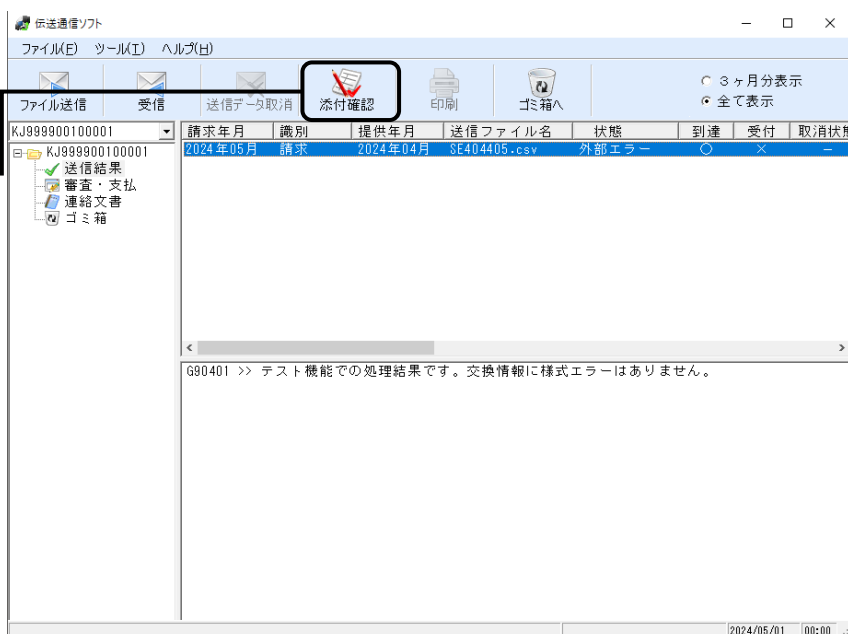 伝送通信ソフト
ファイル(F) ツール(T) ヘルプ(H)
ファイル送信 受信 送信データ取消 添付確認 印刷 ゴミ箱へ
3ヶ月分表示
全て表示
KJ999900100001
請求年月 識別 提供年月 送信ファイル名 状態 到達 受付 取消状態
2024年05月 請求 2024年04月 SE404405.csv 外部エラー ○ × －
KJ999900100001
送信結果
審査・支払
連絡文書
ゴミ箱
G90401 >> テスト機能での処理結果です。交換情報に様式エラーはありません。
2024/05/01 00:00